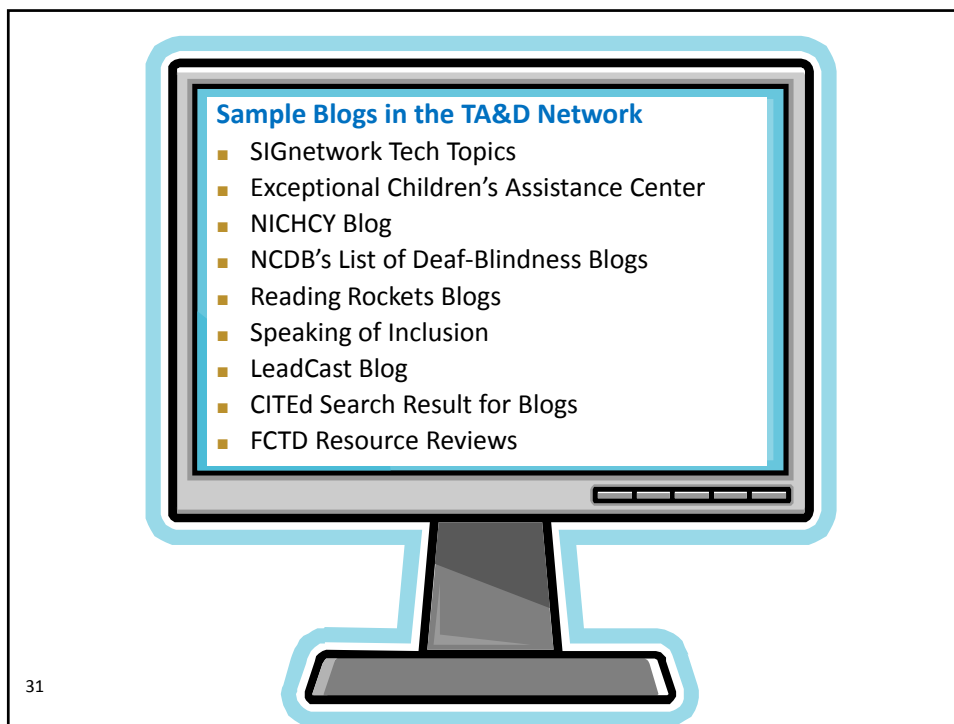 Sample Blogs in the TA&D Network
■ SIGnetwork Tech Topics
■ Exceptional Children’s Assistance Center
■ NICHCY Blog
■ NCDB’s List of Deaf-Blindness Blogs
■ Reading Rockets Blogs
■ Speaking of Inclusion
■ LeadCast Blog
■ CITEd Search Result for Blogs
■ FCTD Resource Reviews
31